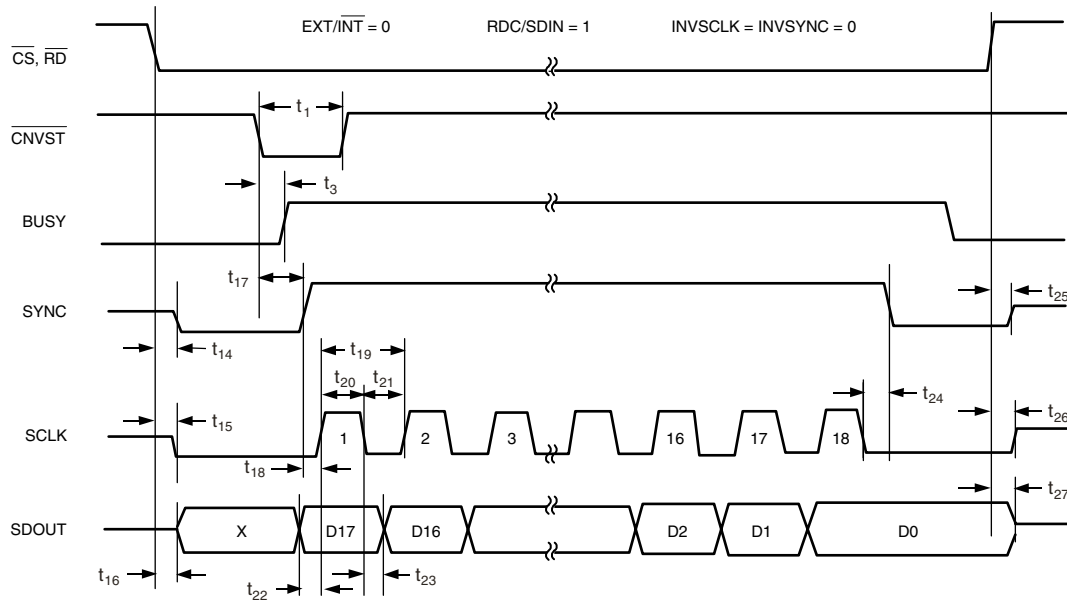 EXT/INT = 0 RDC/SDIN = 1 INVSCLK = INVSYNC = 0
CS, RD
t1
CNVST
t3
BUSY
t17
SYNC
t25
t14
t19
t20 t21
t24
t15
t26
SCLK
1 2 3 16 17 18
t18
t27
SDOUT
X D17 D16 D2 D1 D0
t16
t22
t23